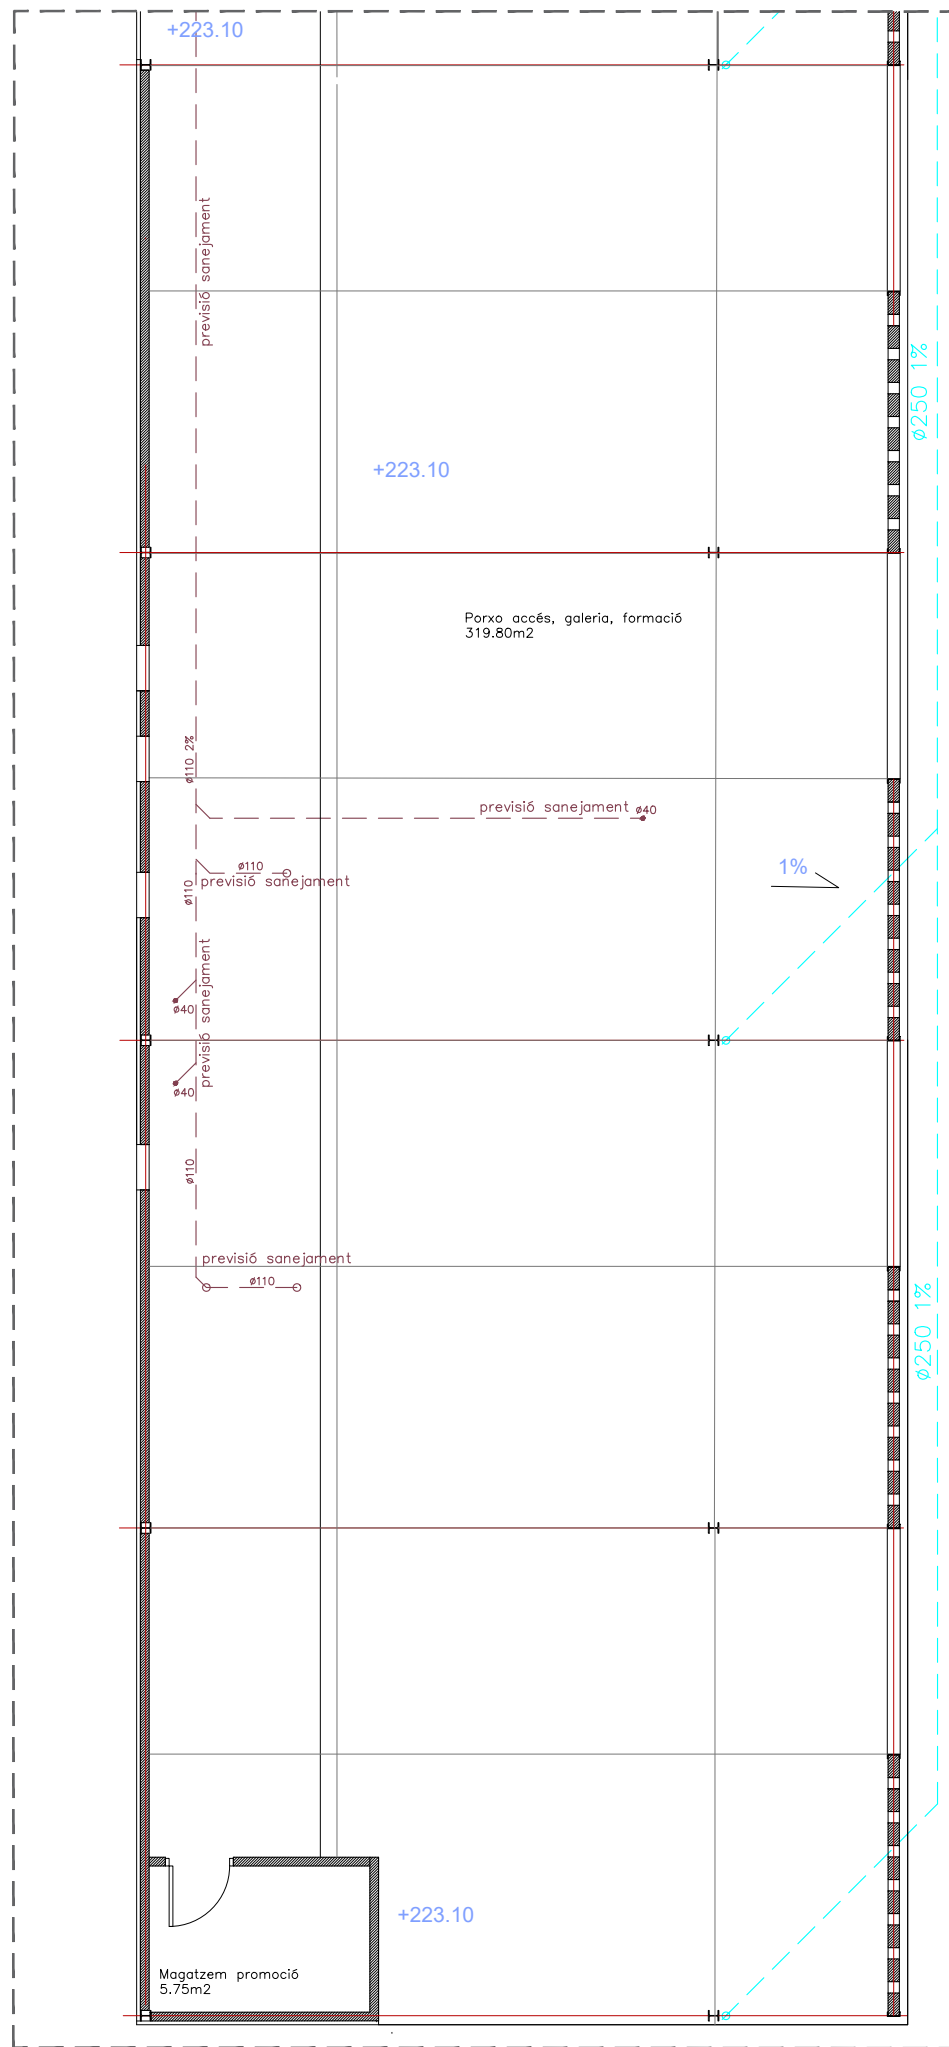 +223.10
previsió sanejament
ø250 1%
+223.10
Porxo accés, galeria, formació
319.80m2
ø110 2%
previsió sanejament
ø40
1%
ø110
previsió sanejament
ø110
previsió sanejament
ø40
ø40
ø110
previsió sanejament
ø110
ø250 1%
+223.10
Magatzem promoció
5.75m2